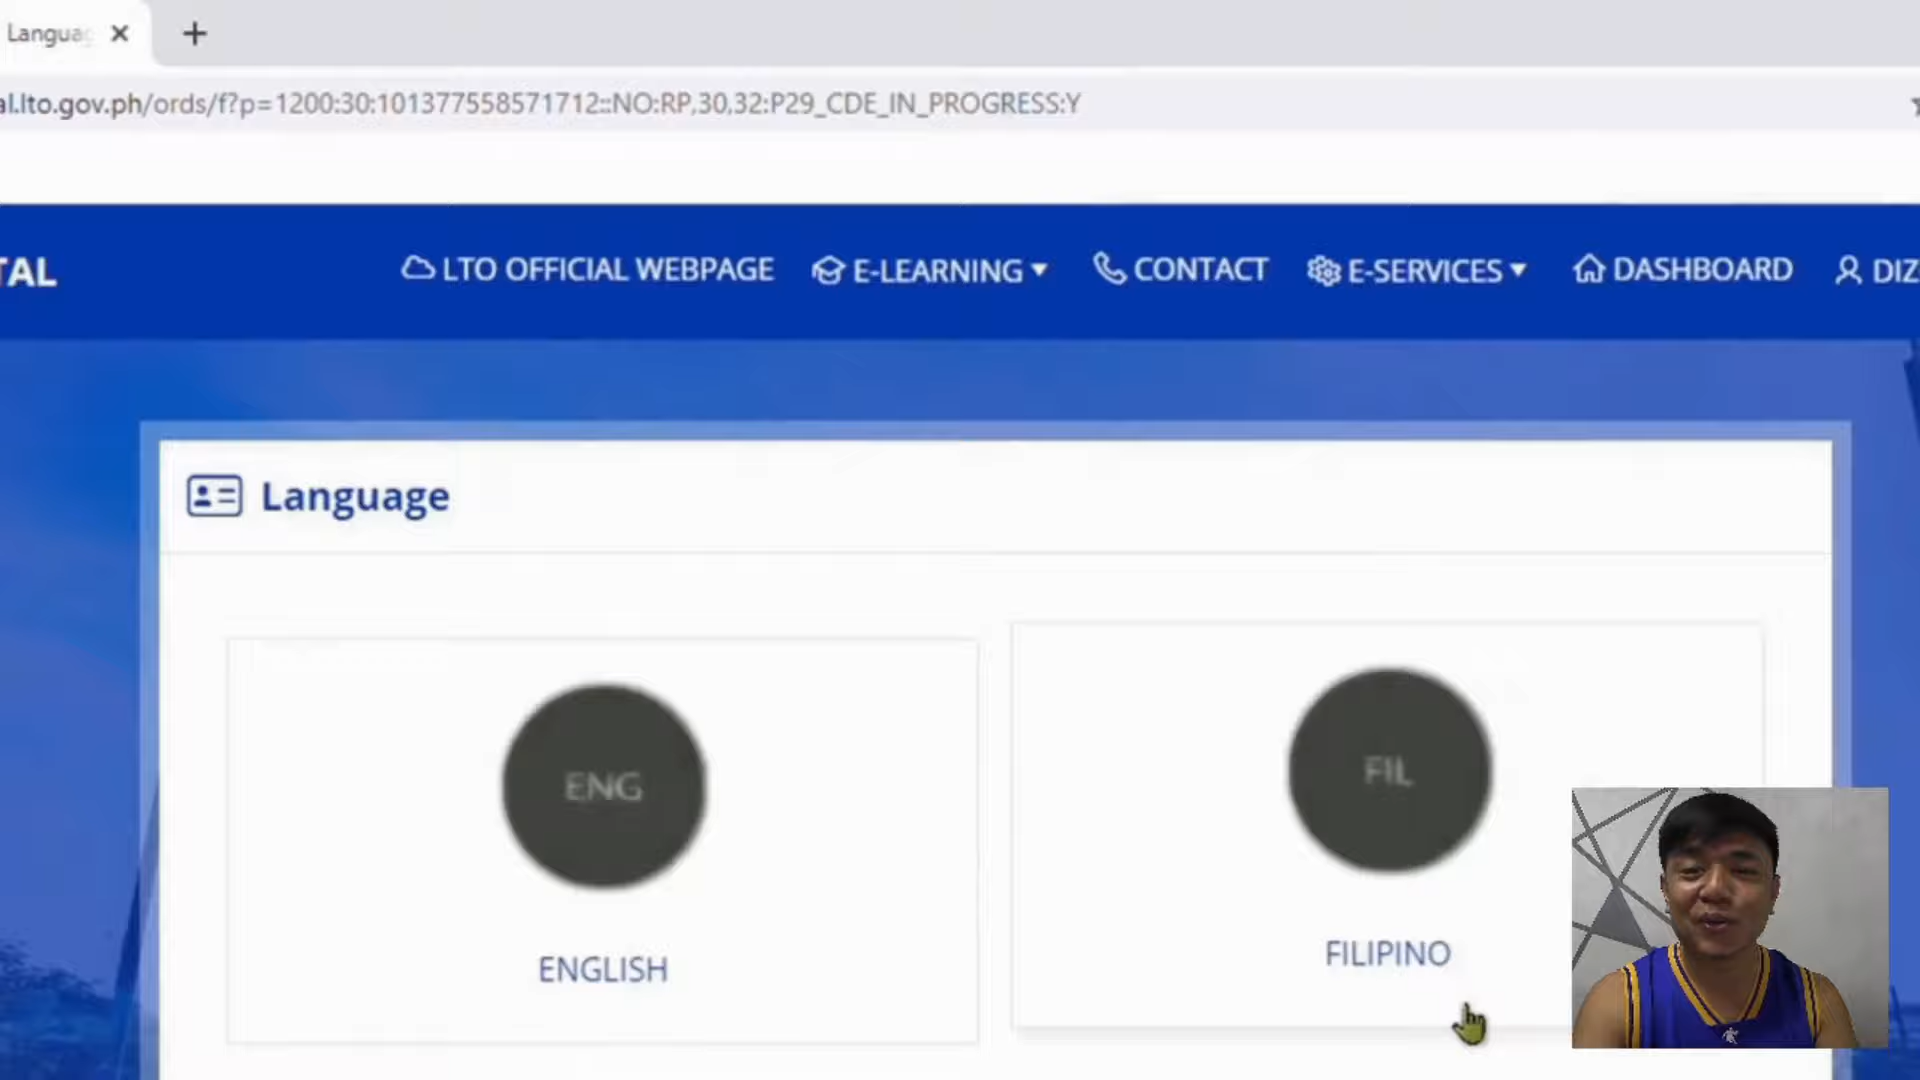 Languag
al.lto.gov.ph/ords/f?p=1200:30:101377558571712::NO:RP,30,32:P29_CDE_IN_PROGRESS:Y
TAL LTO OFFICIAL WEBPAGE E-LEARNING CONTACT E-SERVICES DASHBOARD DIZ
Language
ENG
ENGLISH
FIL
FILIPINO